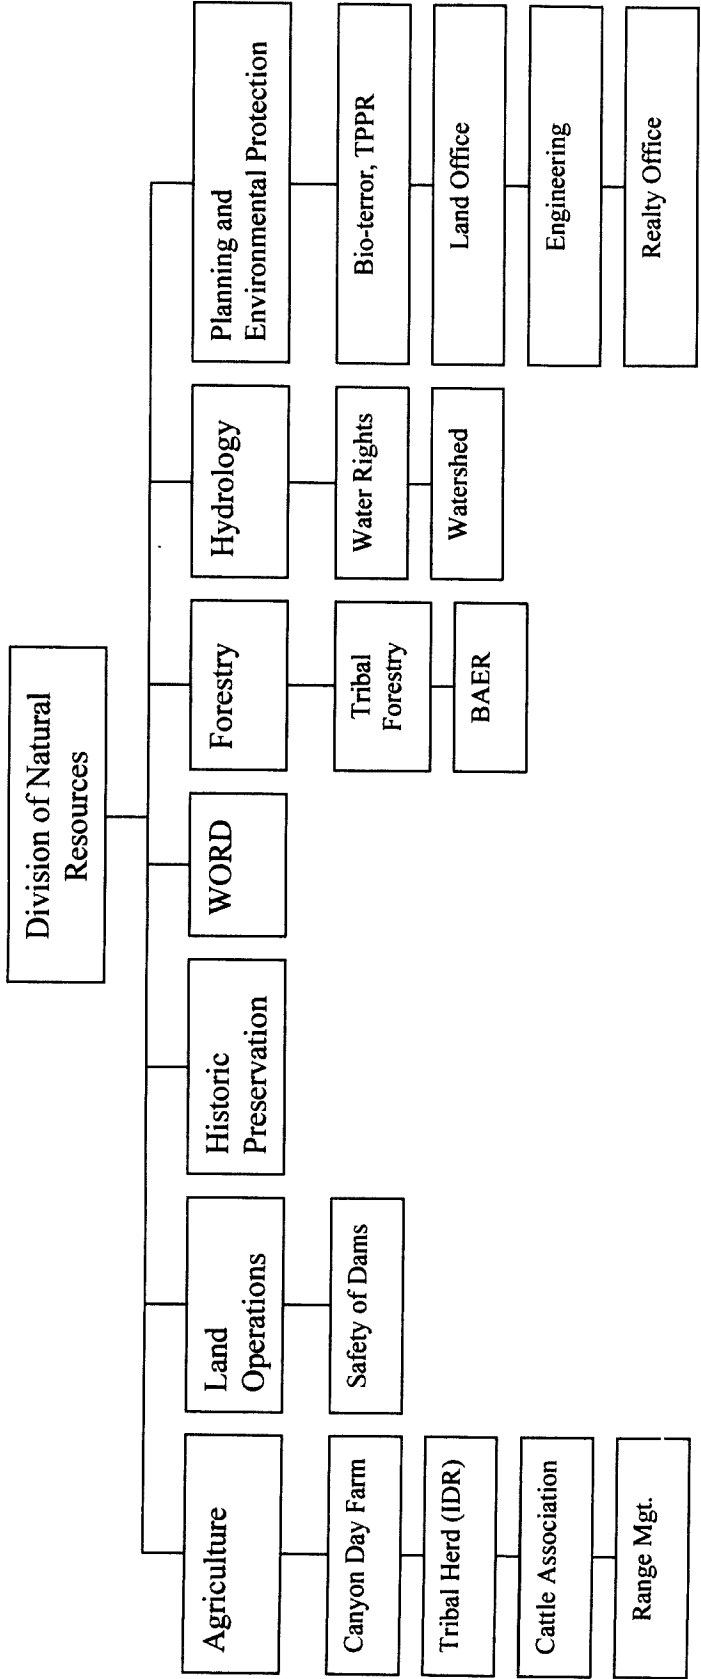 Division of Natural
Resources
Agriculture
Land
Operations
Historic
Preservation
WORD
Forestry
Hydrology
Planning and
Environmental Protection
Canyon Day Farm
Tribal Herd (IDR)
Cattle Association
Range Mgt.
Safety of Dams
Tribal
Forestry
BAER
Water Rights
Watershed
Bio-terror, TPPR
Land Office
Engineering
Realty Office